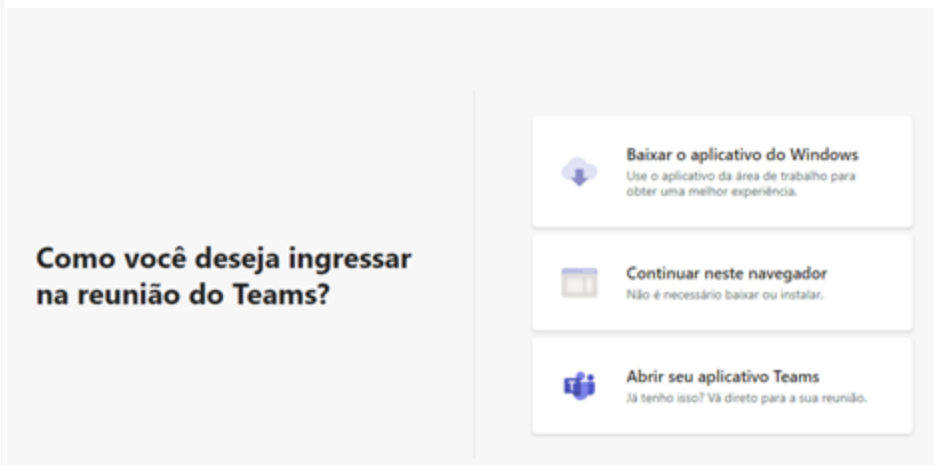 Como você deseja ingressar
na reunião do Teams?
Baixar o aplicativo do Windows
Use o aplicativo da área de trabalho para
obter uma melhor experiência.
Continuar neste navegador
Não é necessário baixar ou instalar.
Abrir seu aplicativo Teams
Já tenho isso? Vá direto para a sua reunião.